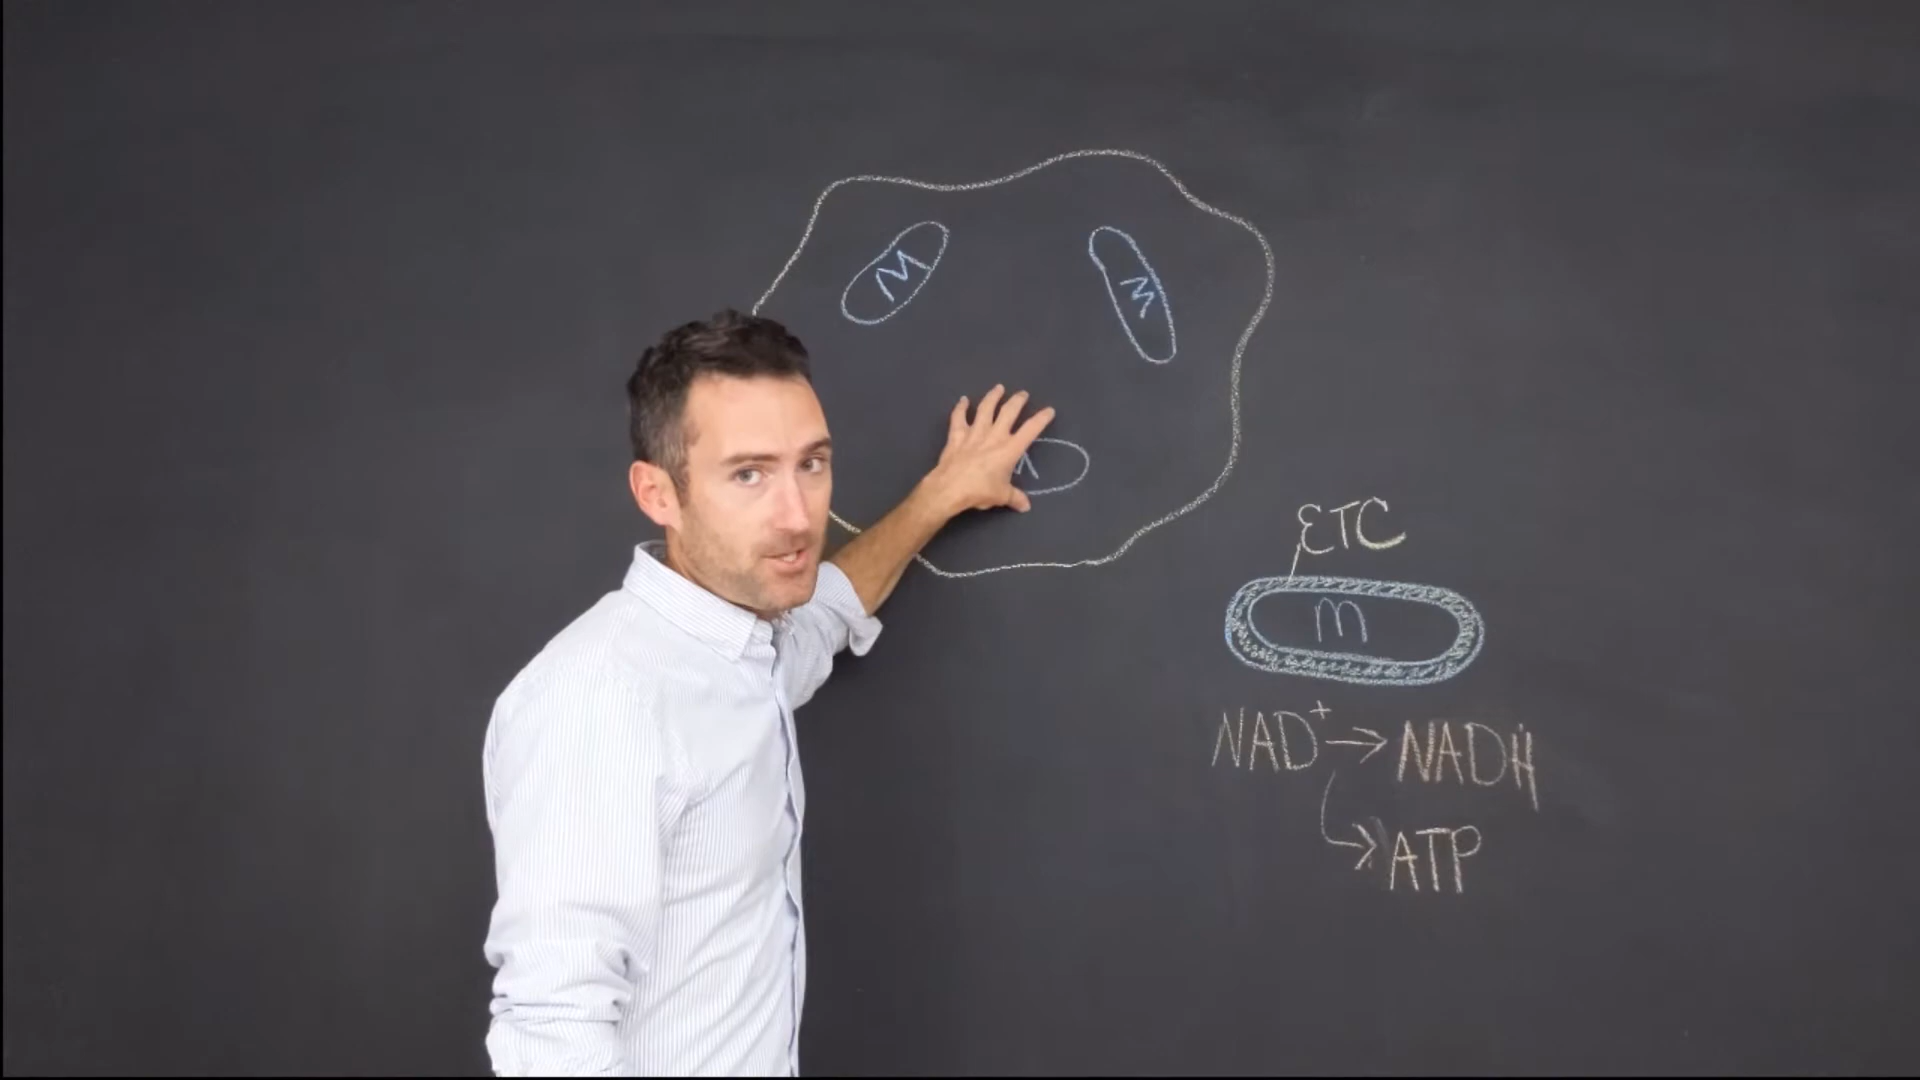 M
M
ETC
m
NAD⁺ → NADH
ATP